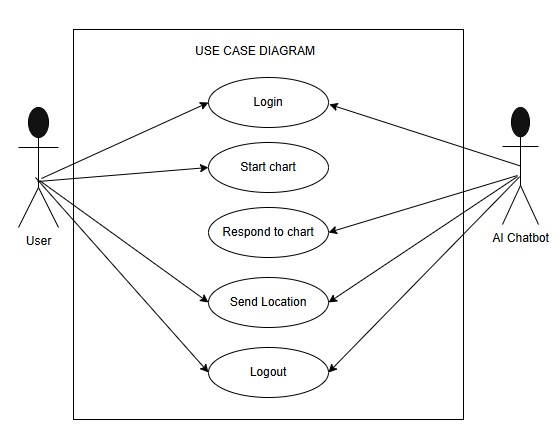 USE CASE DIAGRAM
Login
Start chart
Respond to chart
User
AI Chatbot
Send Location
Logout